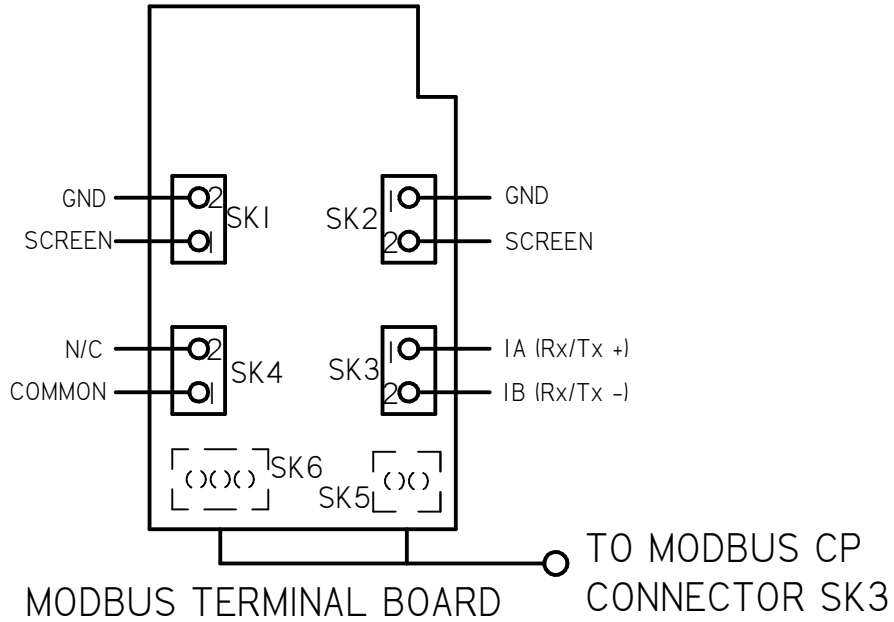 GND 2 SK1 SK2 1 GND
SCREEN 1 2 SCREEN
N/C 2 SK4 SK3 1 1A (Rx/Tx +)
COMMON 1 2 1B (Rx/Tx -)
SK6
SK5
TO MODBUS CP
CONNECTOR SK3
MODBUS TERMINAL BOARD